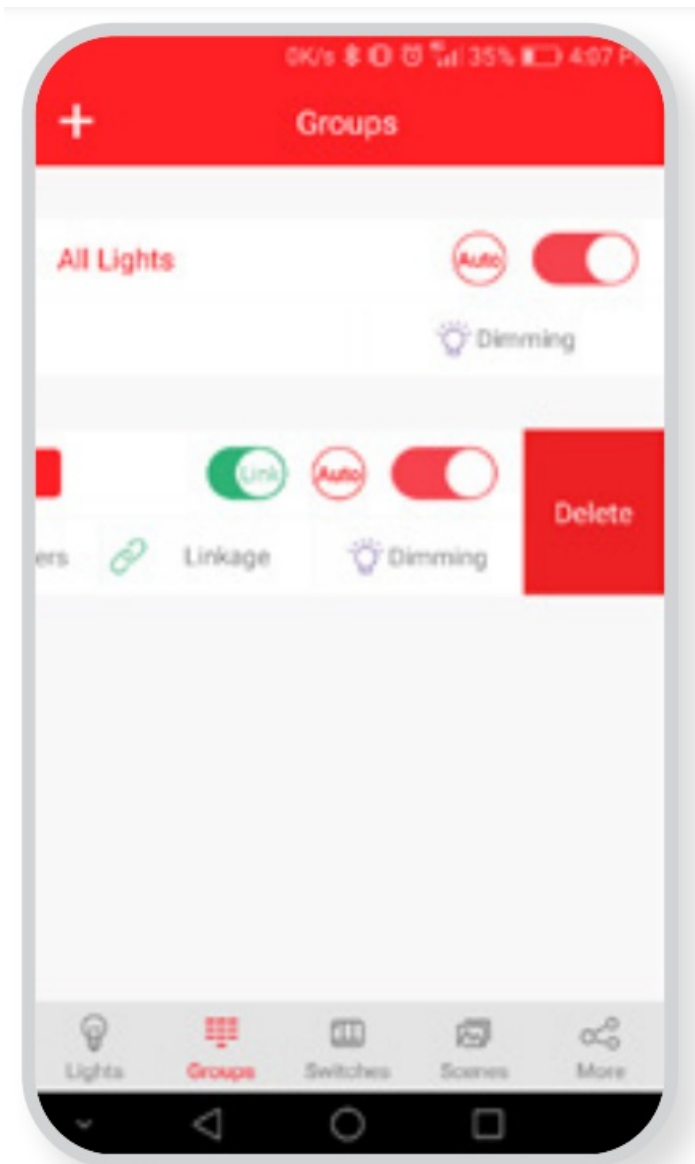 0K/s 35% 4:07 P
+ Groups
All Lights Auto
Dimming
Link Auto
Delete
ers Linkage Dimming
Lights Groups Switches Scenes More